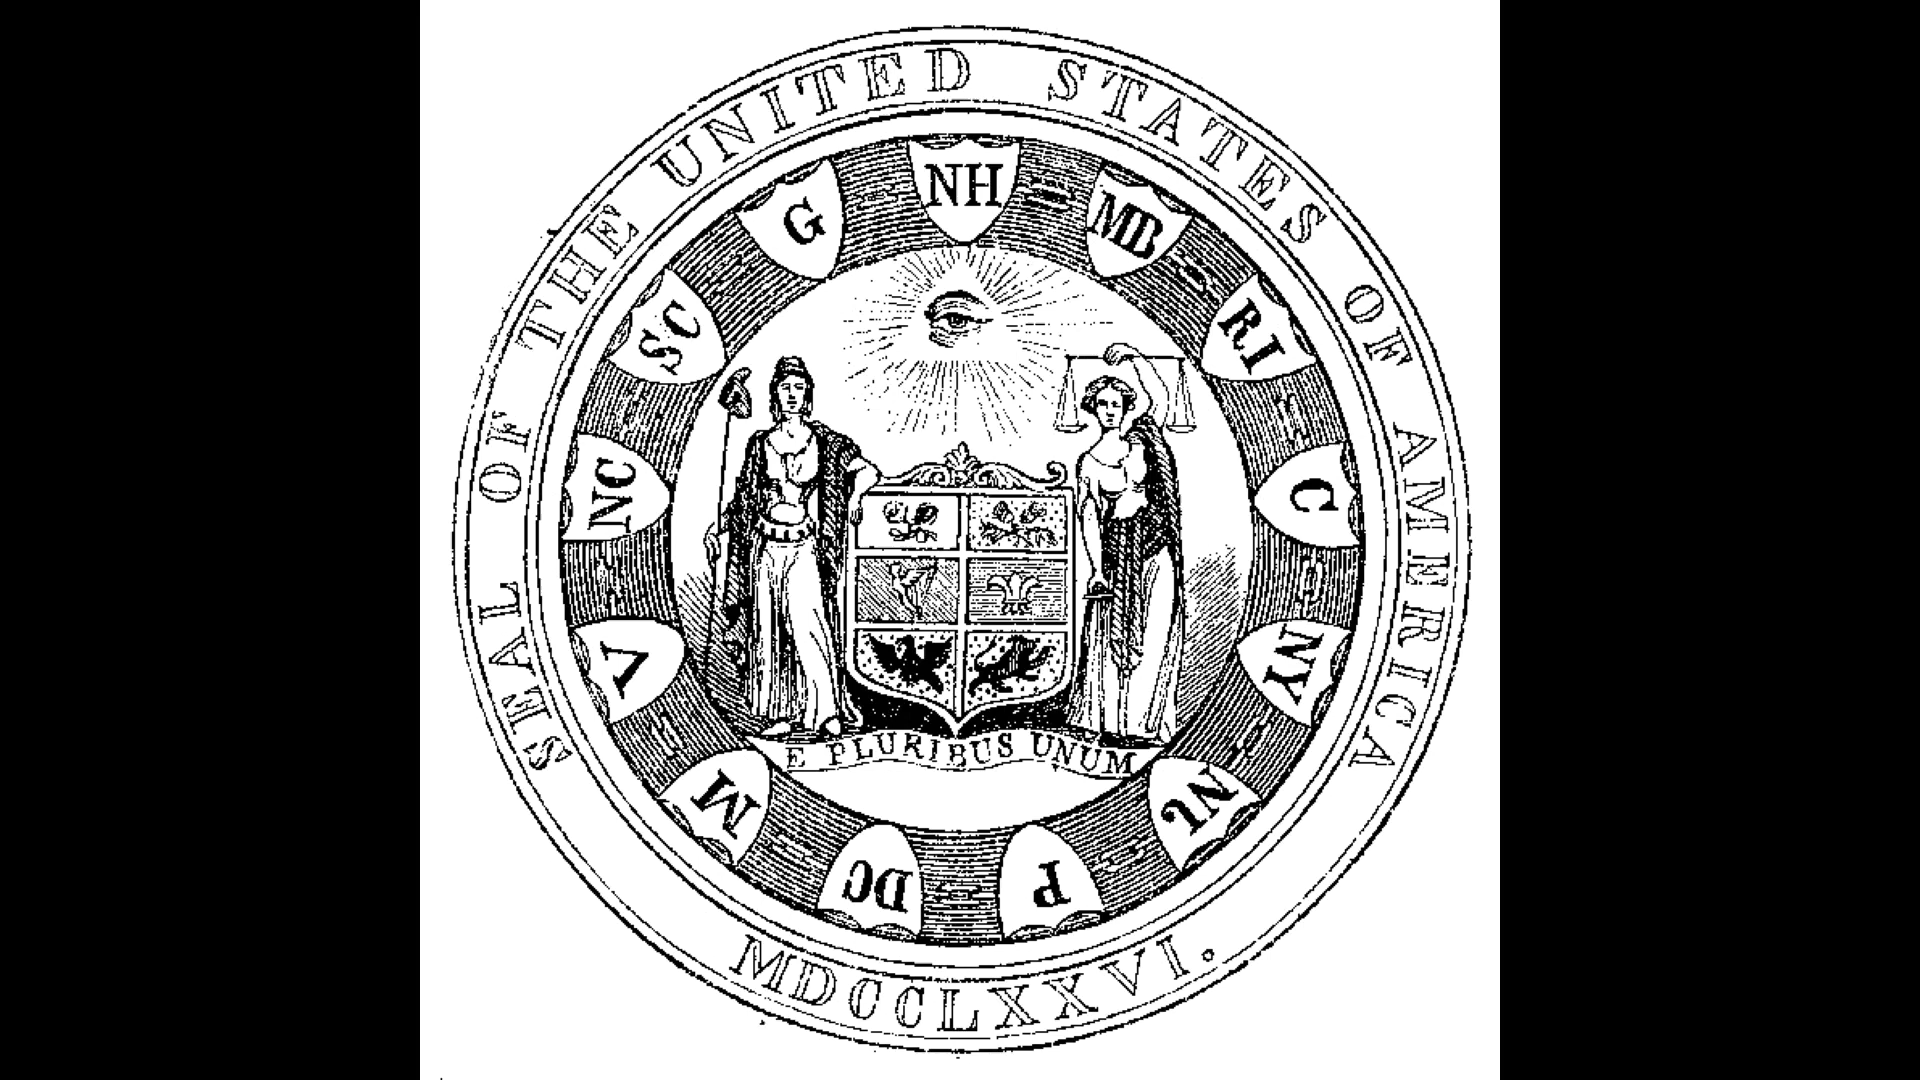 SEAL OF THE UNITED STATES OF AMERICA
MDCCLXXVI.
NH
MB
RI
C
NY
NJ
P
DC
M
V
NC
SC
G
E PLURIBUS UNUM